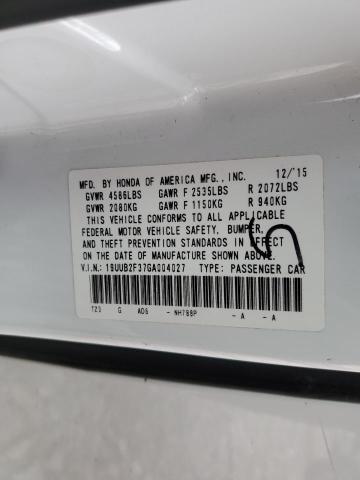 MFD. BY HONDA OF AMERICA MFG., INC. 12/15
GVWR 4586LBS GAWR F 2535LBS R 2072LBS
GVWR 2080KG GAWR F 1150KG R 940KG
THIS VEHICLE CONFORMS TO ALL APPLICABLE
FEDERAL MOTOR VEHICLE SAFETY, BUMPER,
AND THEFT PREVENTION STANDARDS IN EFFECT
ON THE DATE OF MANUFACTURE SHOWN ABOVE.
V.I.N.: 19UUB2F37GA004027 TYPE: PASSENGER CAR
TZ3 G A06 - NH788P - A - A